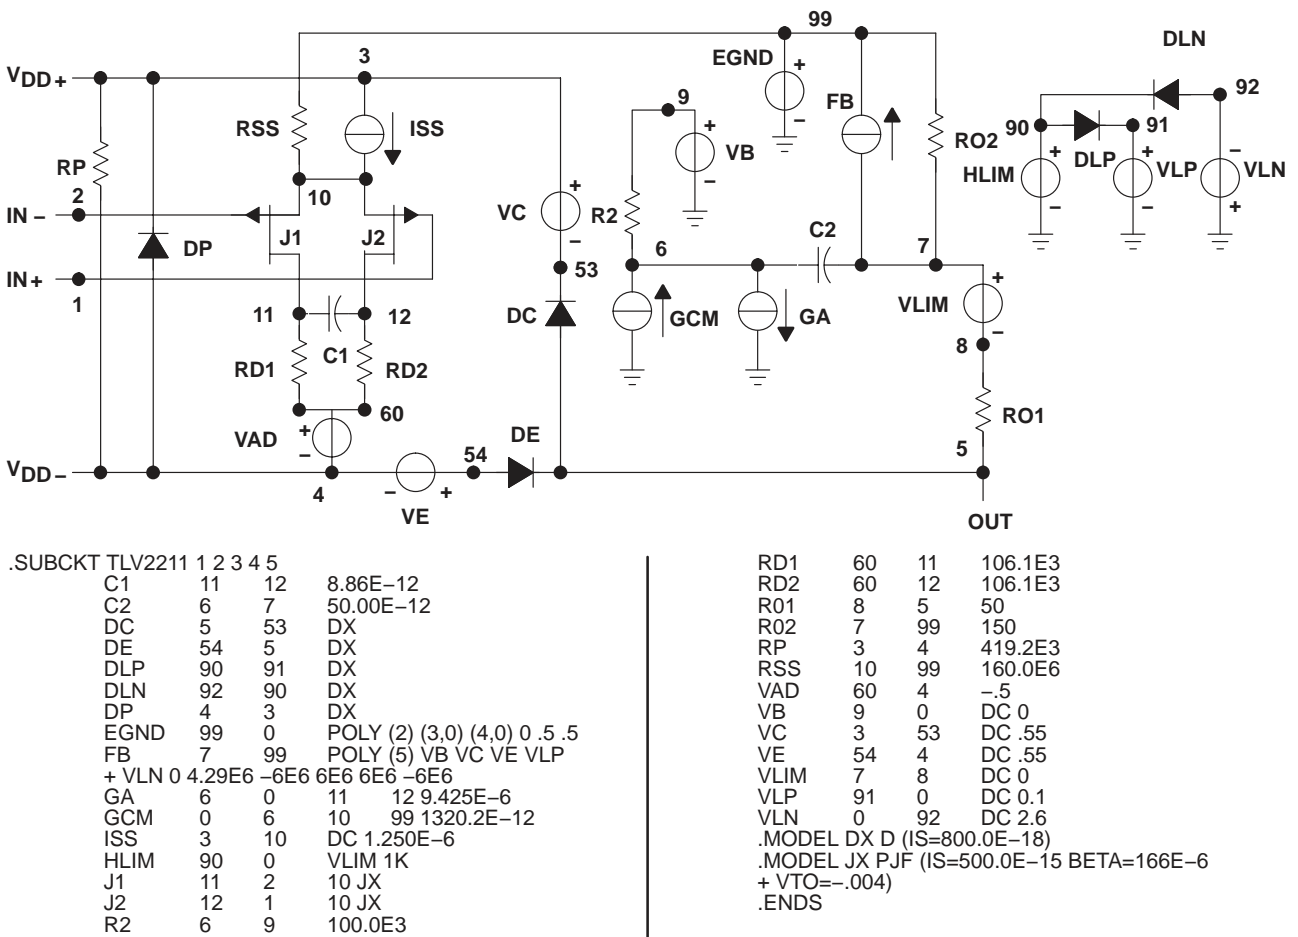 99
DLN
3
EGND
+
VDD+
92
9
FB
RSS
ISS
+
RO2
90
91
VB
DLP
RP
10
HLIM
VLP
VLN
2
IN−
VC
R2
C2
J1
J2
DP
6
7
IN+
53
1
VLIM
11
12
DC
GCM
GA
C1
8
RD1
RD2
60
RO1
VAD
DE
54
5
VDD−
4
VE
OUT
.SUBCKT TLV2211 1 2 3 4 5
C1 11 12 8.86E−12
C2 6 7 50.00E−12
DC 5 53 DX
DE 54 5 DX
DLP 90 91 DX
DLN 92 90 DX
DP 4 3 DX
EGND 99 0 POLY (2) (3,0) (4,0) 0 .5 .5
FB 7 99 POLY (5) VB VC VE VLP
+ VLN 0 4.29E6 −6E6 6E6 6E6 −6E6
GA 6 0 11 12 9.425E−6
GCM 0 6 10 99 1320.2E−12
ISS 3 10 DC 1.250E−6
HLIM 90 0 VLIM 1K
J1 11 2 10 JX
J2 12 1 10 JX
R2 6 9 100.0E3
RD1 60 11 106.1E3
RD2 60 12 106.1E3
R01 8 5 50
R02 7 99 150
RP 3 4 419.2E3
RSS 10 99 160.0E6
VAD 60 4 −.5
VB 9 0 DC 0
VC 3 53 DC .55
VE 54 4 DC .55
VLIM 7 8 DC 0
VLP 91 0 DC 0.1
VLN 0 92 DC 2.6
.MODEL DX D (IS=800.0E−18)
.MODEL JX PJF (IS=500.0E−15 BETA=166E−6
+ VTO=−.004)
.ENDS